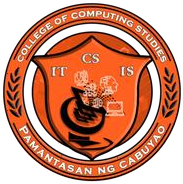 COLLEGE OF COMPUTING STUDIES
CS
IT IS
PAMANTASAN NG CABUYAO